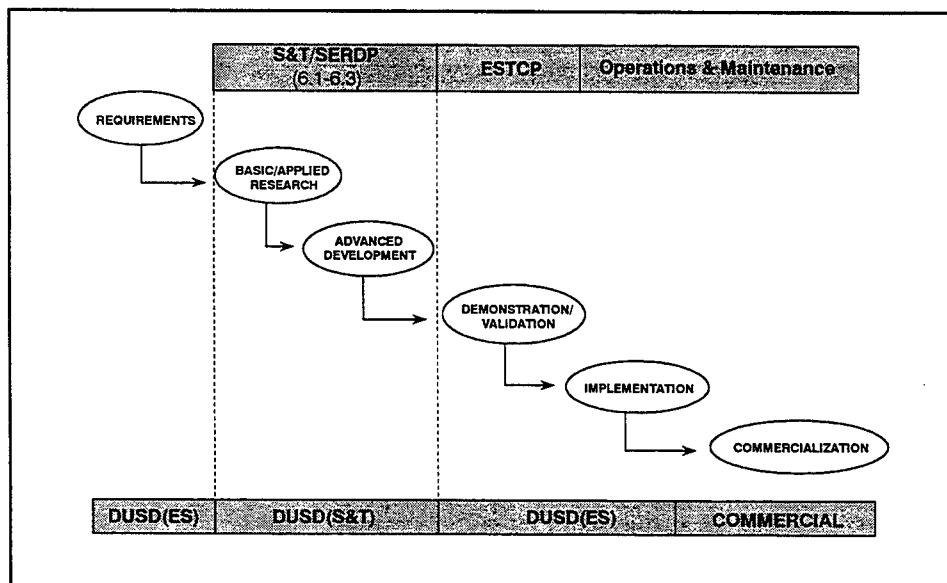 S&T/SERDP
(6.1-6.3)
ESTCP
Operations & Maintenance
REQUIREMENTS
BASIC/APPLIED
RESEARCH
ADVANCED
DEVELOPMENT
DEMONSTRATION/
VALIDATION
IMPLEMENTATION
COMMERCIALIZATION
DUSD(ES)
DUSD(S&T)
DUSD(ES)
COMMERCIAL